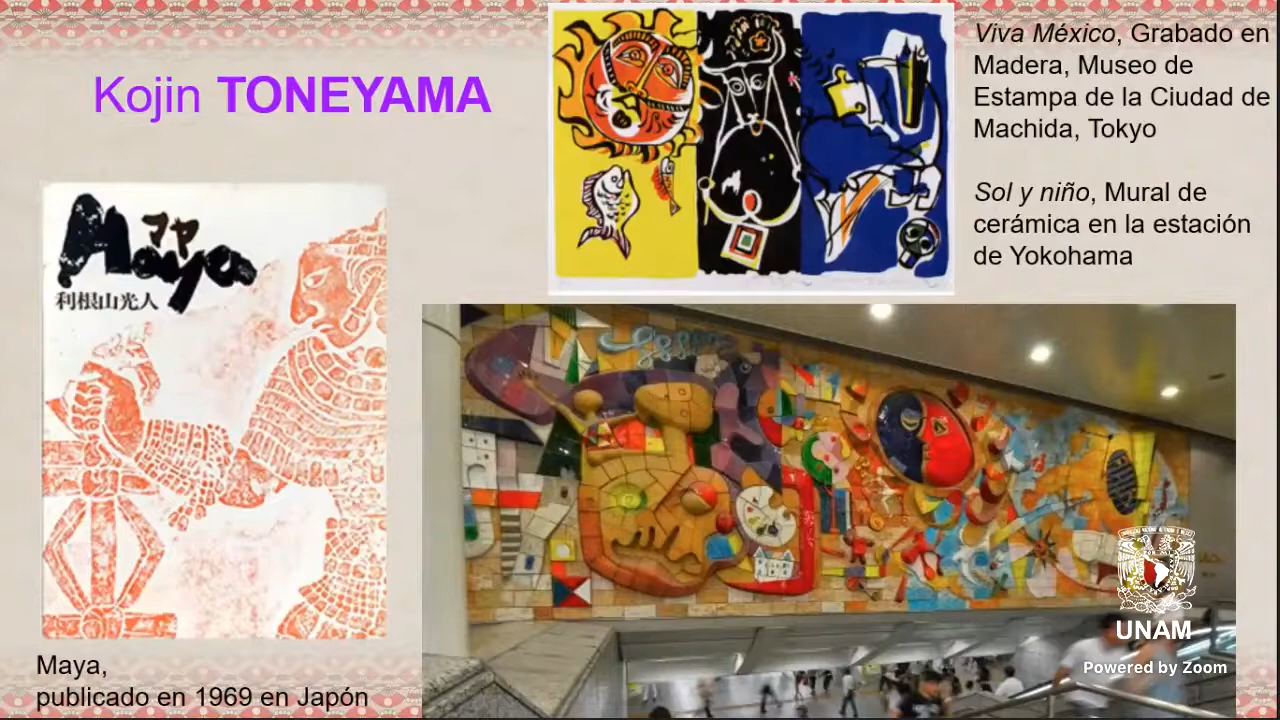 Kojin TONEYAMA
Viva México, Grabado en
Madera, Museo de
Estampa de la Ciudad de
Machida, Tokyo
Sol y niño, Mural de
cerámica en la estación
de Yokohama
Maya
マヤ
利根山光人
Maya,
publicado en 1969 en Japón
UNAM
Powered by Zoom